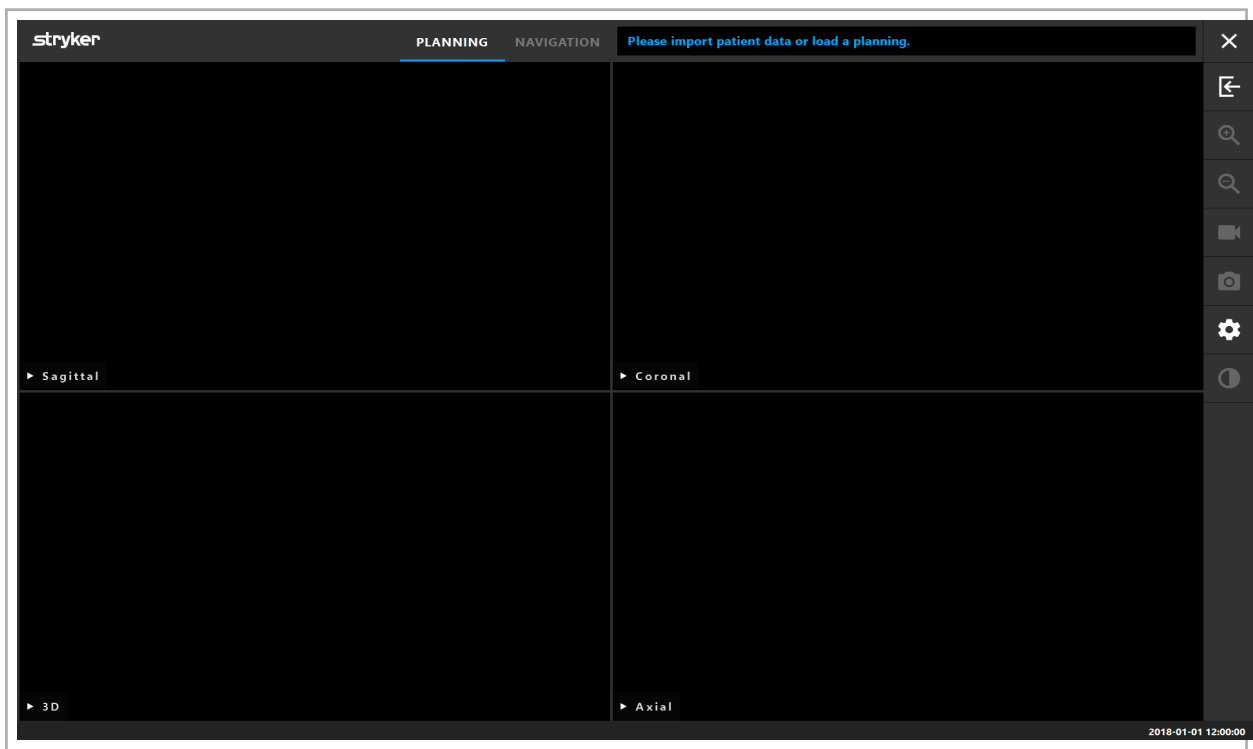 stryker
PLANNING NAVIGATION Please import patient data or load a planning.
Sagittal
Coronal
3D
Axial
2018-01-01 12:00:00